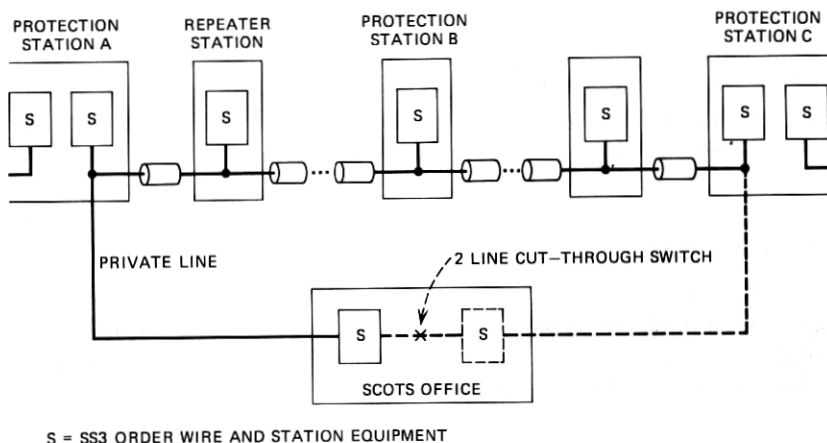 PROTECTION
STATION A
REPEATER
STATION
PROTECTION
STATION B
PROTECTION
STATION C
S
S
S
S
S
S
S
PRIVATE LINE
2 LINE CUT–THROUGH SWITCH
S
S
SCOTS OFFICE
S = SS3 ORDER WIRE AND STATION EQUIPMENT